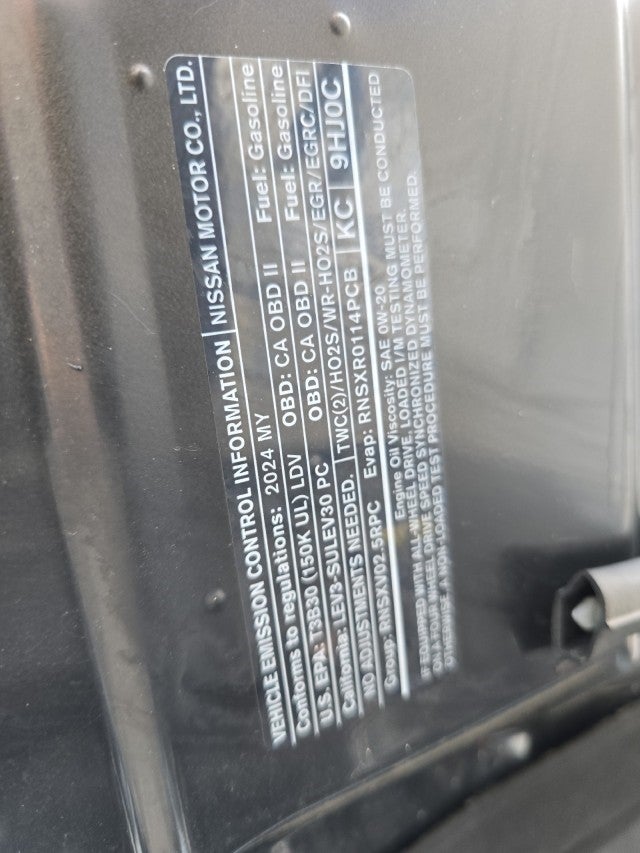 VEHICLE EMISSION CONTROL INFORMATION NISSAN MOTOR CO., LTD.
Conforms to regulations: 2024 MY Fuel: Gasoline
U.S. EPA: T3B30 (150K UL) LDV OBD: CA OBD II Fuel: Gasoline
California: LEV3-SULEV30 PC OBD: CA OBD II
NO ADJUSTMENTS NEEDED. TWC(2)/HO2S/WR-HO2S/EGR/EGRC/DFI
Group: RNSXV02.5RPC Evap: RNSXR0114PCB KC 9HJ0C
Engine Oil Viscosity: SAE 0W-20
IF EQUIPPED WITH ALL-WHEEL DRIVE, LOADED I/M TESTING MUST BE CONDUCTED
ON A FOUR WHEEL DRIVE SPEED SYNCHRONIZED DYNAMOMETER.
OTHERWISE, A NON-LOADED TEST PROCEDURE MUST BE PERFORMED.